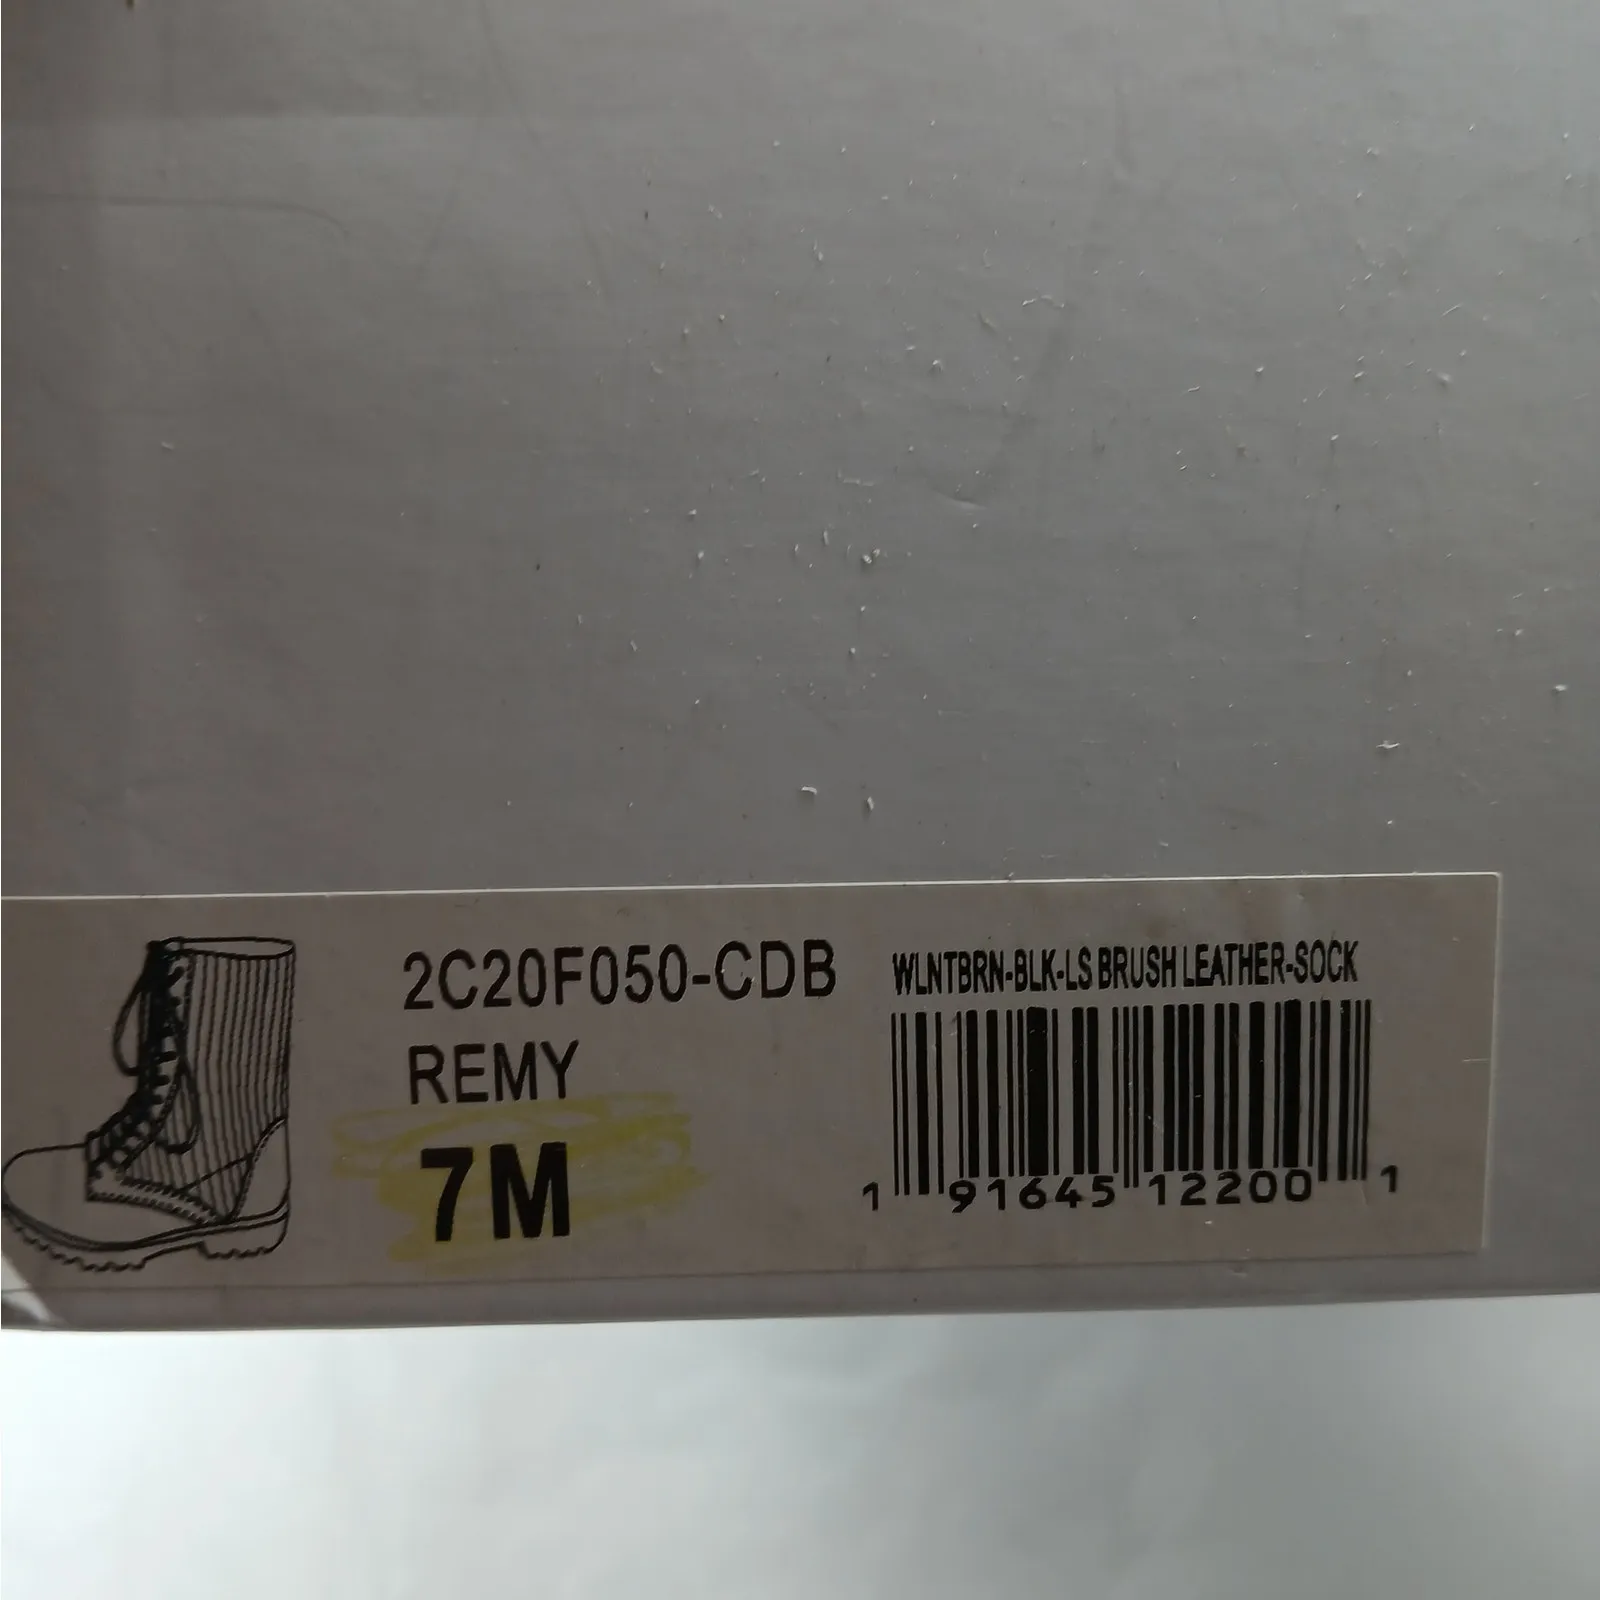 2C20F050-CDB
REMY
7M
WLNTBRN-BLK-LS BRUSH LEATHER-SOCK
1 91645 12200 1